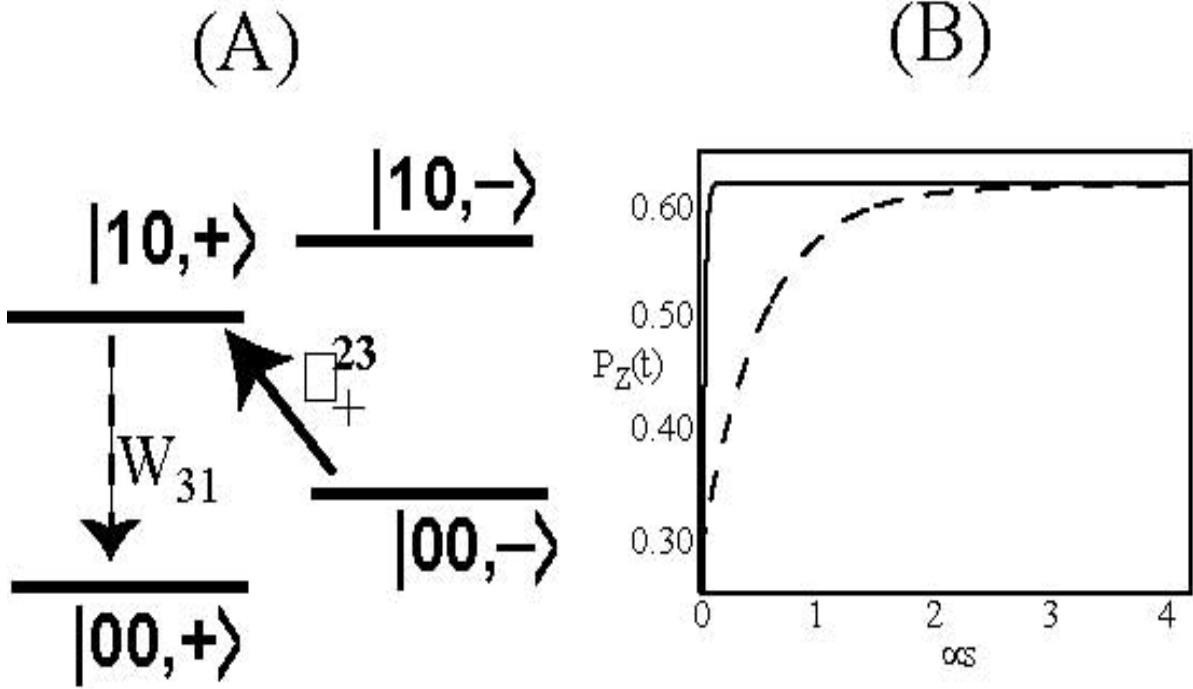 (A)
(B)
|10,−⟩
|10,+⟩
□²³₊
W₃₁
|00,−⟩
|00,+⟩
0.60
0.50
P_Z(t)
0.40
0.30
0 1 2 3 4
∝s